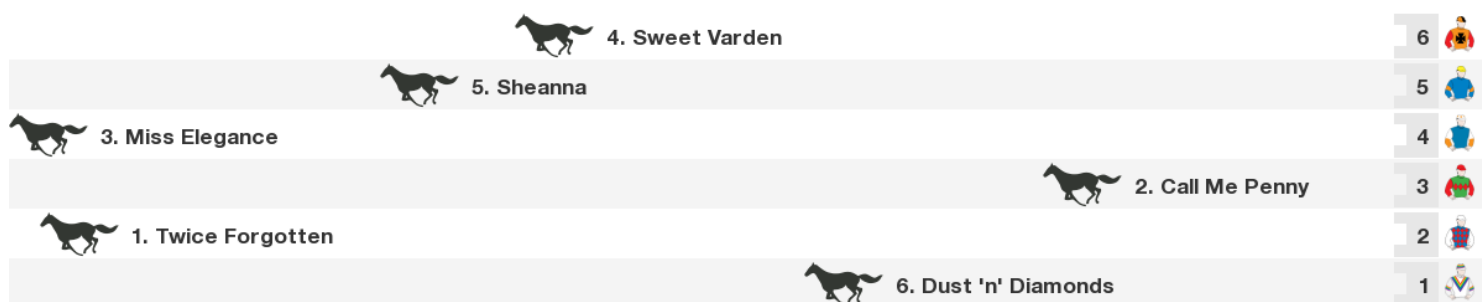 4. Sweet Varden 6
5. Sheanna 5
3. Miss Elegance 4
2. Call Me Penny 3
1. Twice Forgotten 2
6. Dust 'n' Diamonds 1